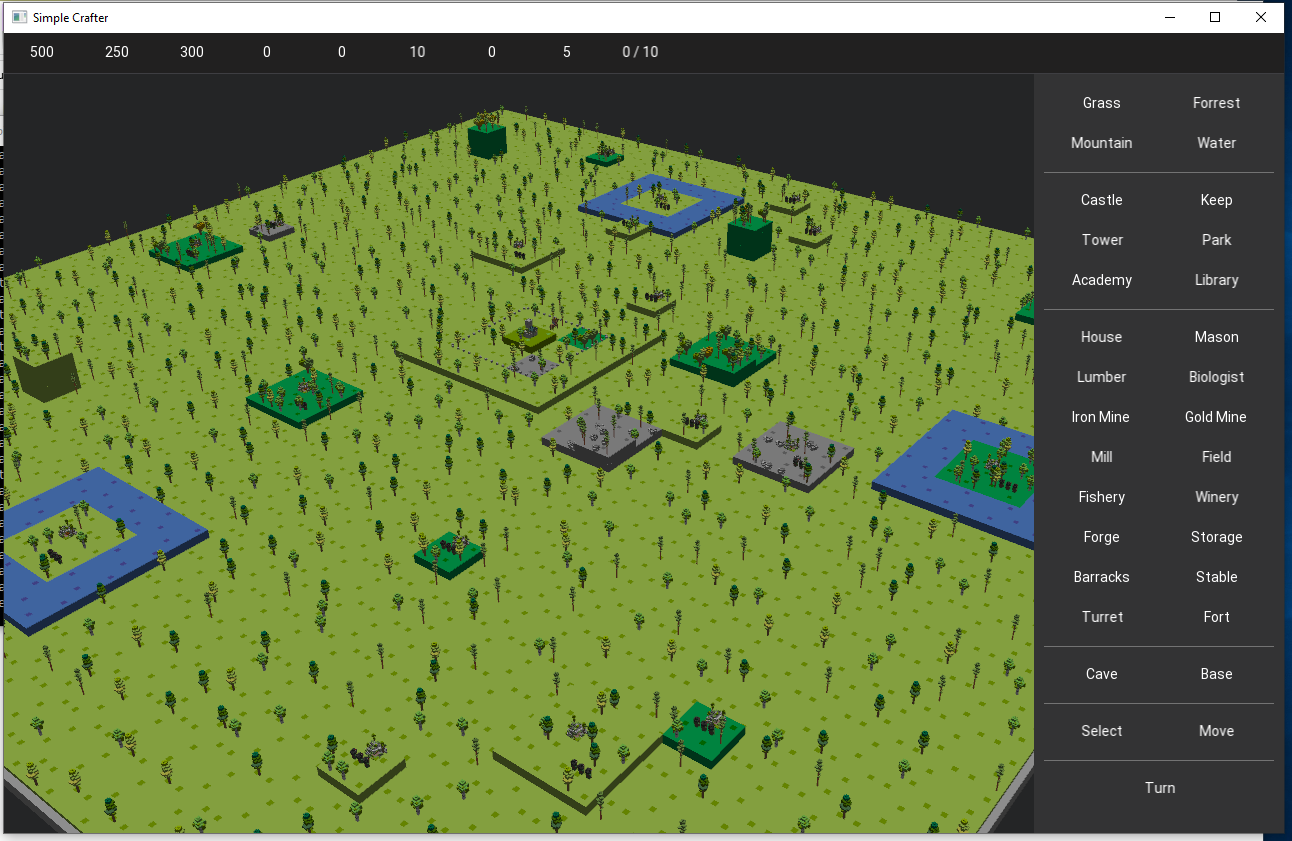 Simple Crafter
500 250 300 0 0 10 0 5 0 / 10
Grass Forrest
Mountain Water
Castle Keep
Tower Park
Academy Library
House Mason
Lumber Biologist
Iron Mine Gold Mine
Mill Field
Fishery Winery
Forge Storage
Barracks Stable
Turret Fort
Cave Base
Select Move
Turn